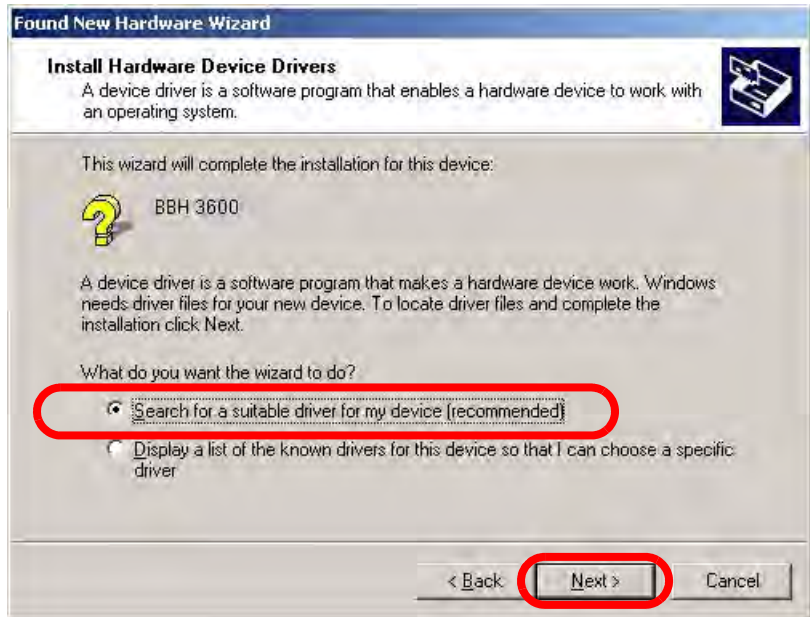 Found New Hardware Wizard
Install Hardware Device Drivers
A device driver is a software program that enables a hardware device to work with
an operating system.
This wizard will complete the installation for this device:
BBH 3600
A device driver is a software program that makes a hardware device work. Windows
needs driver files for your new device. To locate driver files and complete the
installation click Next.
What do you want the wizard to do?
Search for a suitable driver for my device (recommended)
Display a list of the known drivers for this device so that I can choose a specific
driver
< Back Next > Cancel